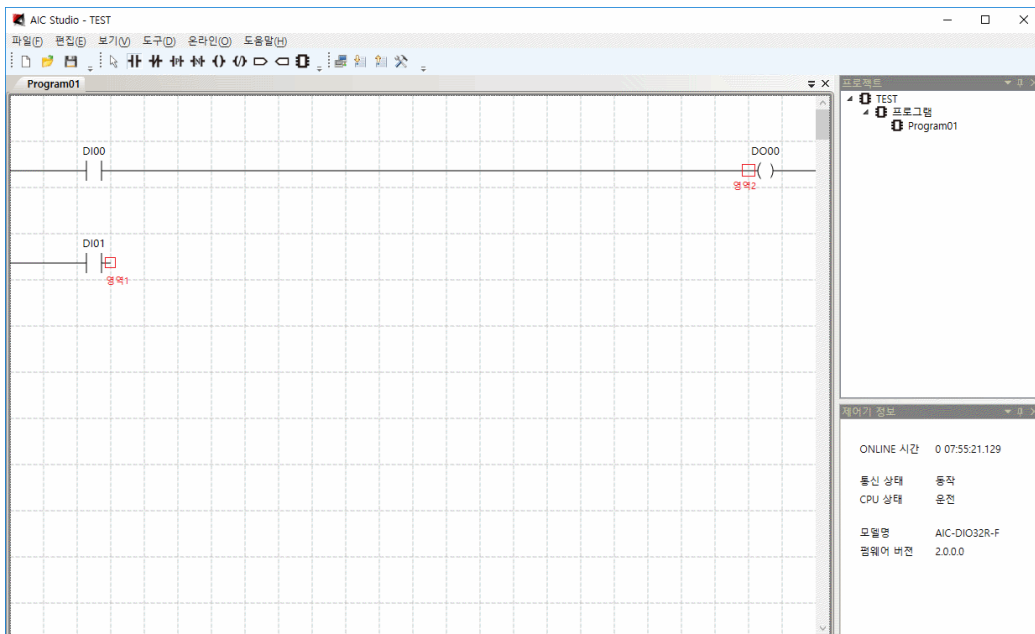 AIC Studio - TEST
파일(F) 편집(E) 보기(V) 도구(D) 온라인(O) 도움말(H)
Program01
DI00
DO00
영역2
DI01
영역1
프로젝트
TEST
프로그램
Program01
제어기 정보
ONLINE 시간 0 07:55:21.129
통신 상태 동작
CPU 상태 운전
모델명 AIC-DIO32R-F
펌웨어 버전 2.0.0.0